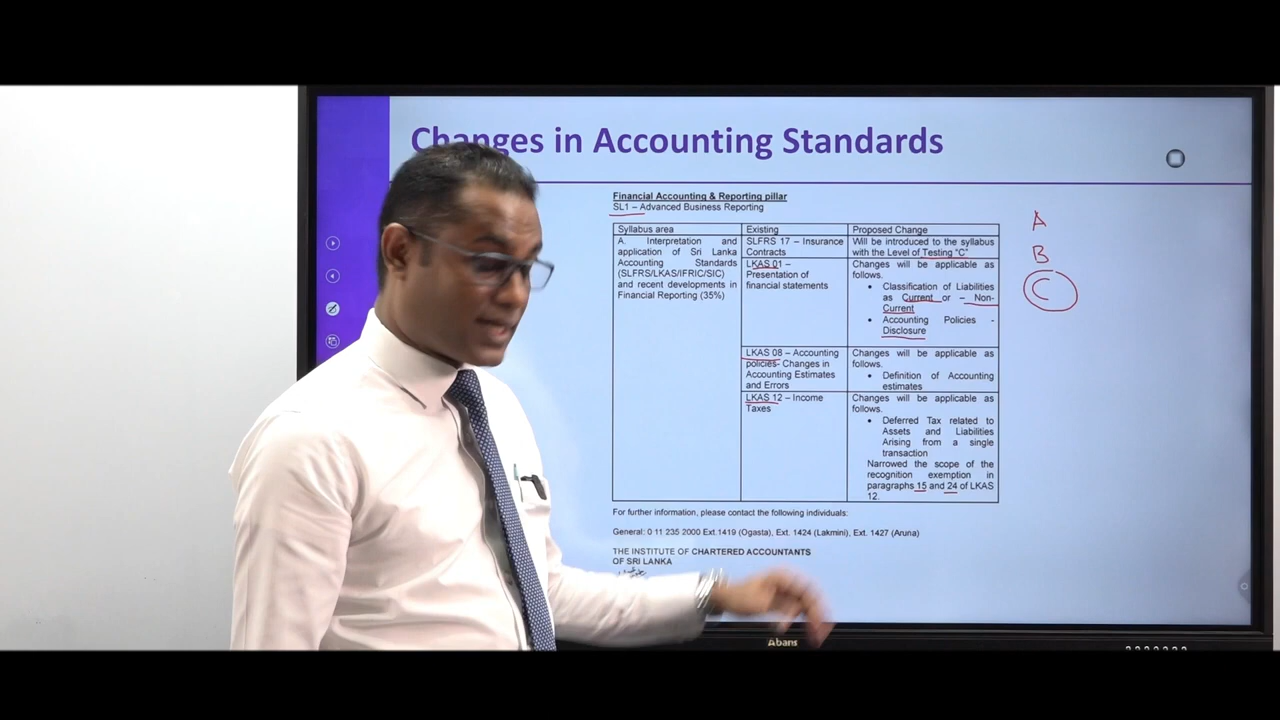 Changes in Accounting Standards
Financial Accounting & Reporting pillar
SL1 – Advanced Business Reporting
Syllabus area
Existing
Proposed Change
A. Interpretation and
application of Sri Lanka
Accounting Standards
(SLFRS/LKAS/IFRIC/SIC)
and recent developments in
Financial Reporting (35%)
SLFRS 17 – Insurance
Contracts
Will be introduced to the syllabus
with the Level of Testing “C”
LKAS 01 –
Presentation of
financial statements
Changes will be applicable as
follows.
• Classification of Liabilities
as Current or – Non-
Current
• Accounting Policies -
Disclosure
LKAS 08 – Accounting
policies- Changes in
Accounting Estimates
and Errors
Changes will be applicable as
follows.
• Definition of Accounting
estimates
LKAS 12 – Income
Taxes
Changes will be applicable as
follows.
• Deferred Tax related to
Assets and Liabilities
Arising from a single
transaction
Narrowed the scope of the
recognition exemption in
paragraphs 15 and 24 of LKAS
12.
A
B
C
For further information, please contact the following individuals:
General: 0 11 235 2000 Ext.1419 (Ogasta), Ext. 1424 (Lakmini), Ext. 1427 (Aruna)
THE INSTITUTE OF CHARTERED ACCOUNTANTS
OF SRI LANKA
Abans